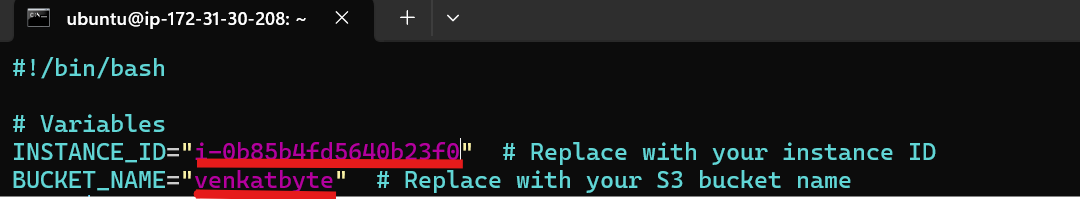 ubuntu@ip-172-31-30-208: ~
#!/bin/bash
# Variables
INSTANCE_ID="i-0b85b4fd5640b23f0" # Replace with your instance ID
BUCKET_NAME="venkatbyte" # Replace with your S3 bucket name